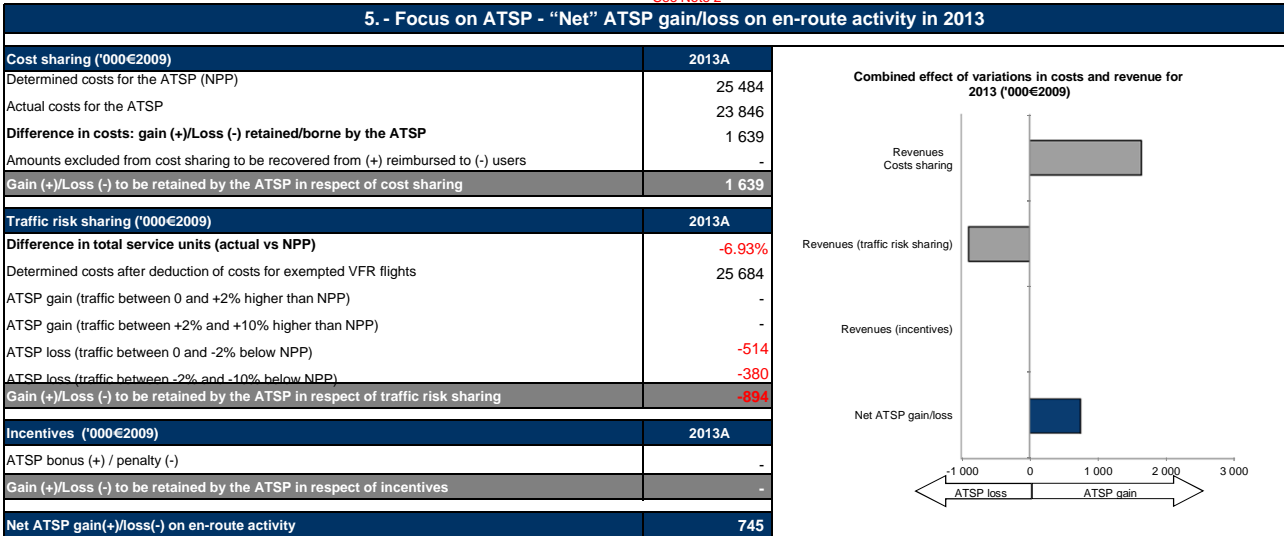 See Note 2
5. - Focus on ATSP - “Net” ATSP gain/loss on en-route activity in 2013
Cost sharing ('000€2009) 2013A
Determined costs for the ATSP (NPP) 25 484
Actual costs for the ATSP 23 846
Difference in costs: gain (+)/Loss (-) retained/borne by the ATSP 1 639
Amounts excluded from cost sharing to be recovered from (+) reimbursed to (-) users -
Gain (+)/Loss (-) to be retained by the ATSP in respect of cost sharing 1 639
Traffic risk sharing ('000€2009) 2013A
Difference in total service units (actual vs NPP) -6.93%
Determined costs after deduction of costs for exempted VFR flights 25 684
ATSP gain (traffic between 0 and +2% higher than NPP) -
ATSP gain (traffic between +2% and +10% higher than NPP) -
ATSP loss (traffic between 0 and -2% below NPP) -514
ATSP loss (traffic between -2% and -10% below NPP) -380
Gain (+)/Loss (-) to be retained by the ATSP in respect of traffic risk sharing -894
Incentives ('000€2009) 2013A
ATSP bonus (+) / penalty (-) -
Gain (+)/Loss (-) to be retained by the ATSP in respect of incentives -
Net ATSP gain(+)/loss(-) on en-route activity 745
Combined effect of variations in costs and revenue for
2013 ('000€2009)
Revenues
Costs sharing
Revenues (traffic risk sharing)
Revenues (incentives)
Net ATSP gain/loss
-1 000 0 1 000 2 000 3 000
ATSP loss ATSP gain